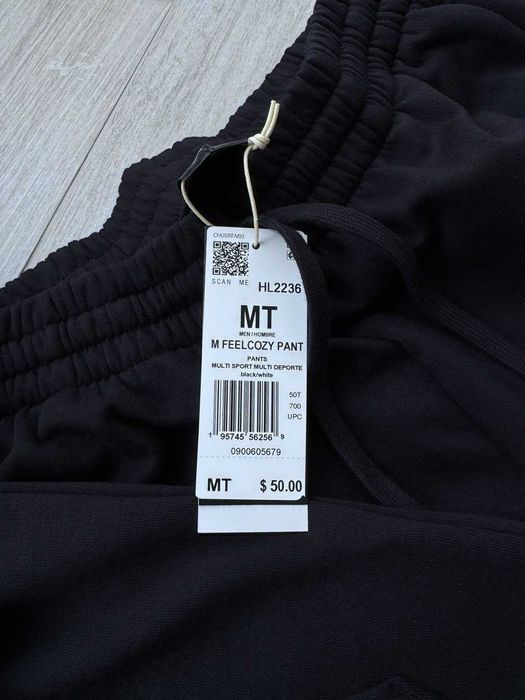 CHUSRFIV03
SCAN ME
HL2236
MT
MEN / HOMBRE
M FEELCOZY PANT
PANTS
MULTI SPORT MULTI DEPORTE
black/white
50T
700
UPC
1 95745 56256 9
0900605679
MT $ 50.00